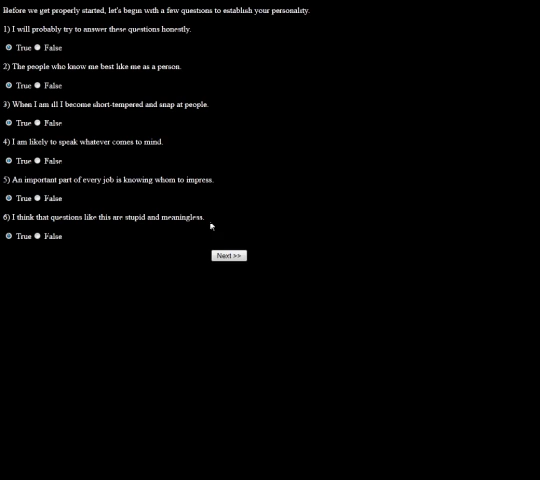 Before we get properly started, let's begin with a few questions to establish your personality.
1) I will probably try to answer these questions honestly.
True False
2) The people who know me best like me as a person.
True False
3) When I am ill I become short-tempered and snap at people.
True False
4) I am likely to speak whatever comes to mind.
True False
5) An important part of every job is knowing whom to impress.
True False
6) I think that questions like this are stupid and meaningless.
True False
Next >>